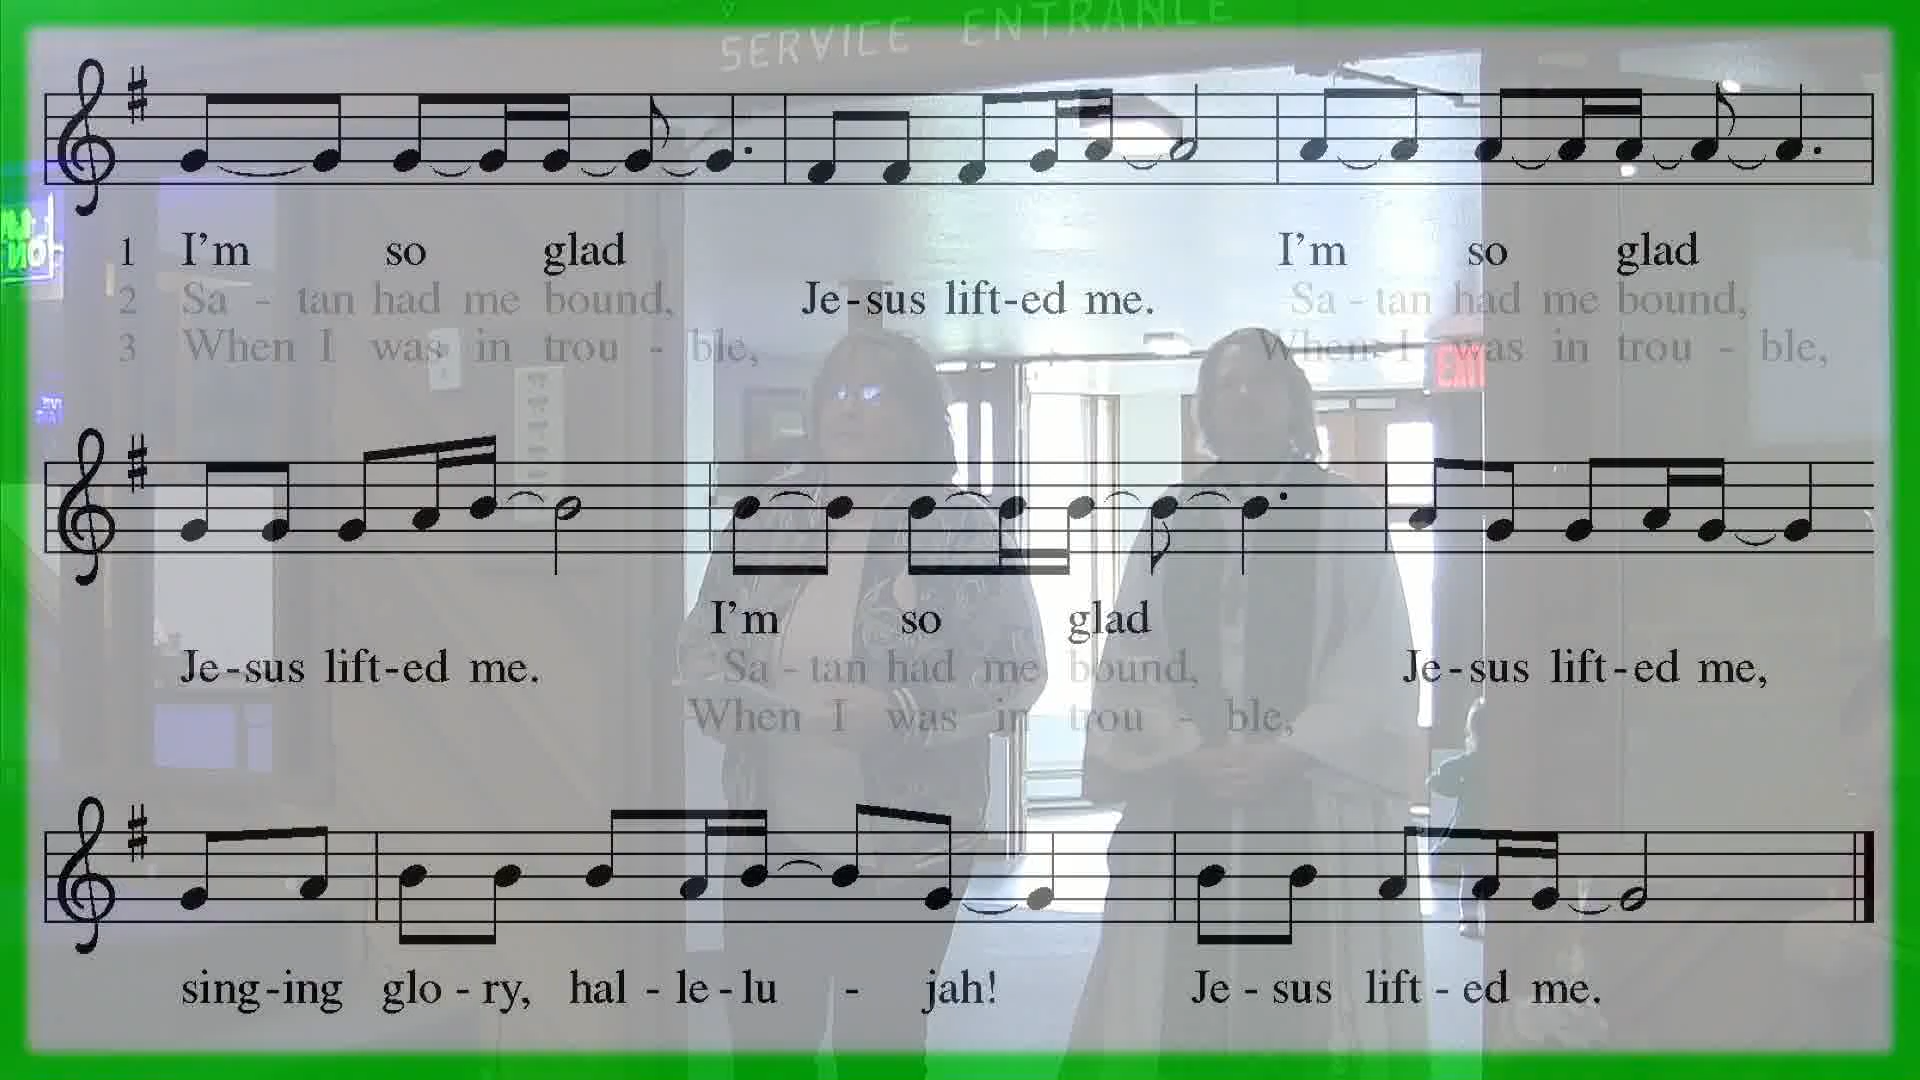 SERVICE ENTRANCE
1 I'm so glad I'm so glad
2 Sa - tan had me bound, Je - sus lift - ed me. Sa - tan had me bound,
3 When I was in trou - ble, When I was in trou - ble,
EXIT
I'm so glad
Je - sus lift - ed me. Sa - tan had me bound, Je - sus lift - ed me,
When I was in trou - ble,
sing - ing glo - ry, hal - le - lu - jah! Je - sus lift - ed me.